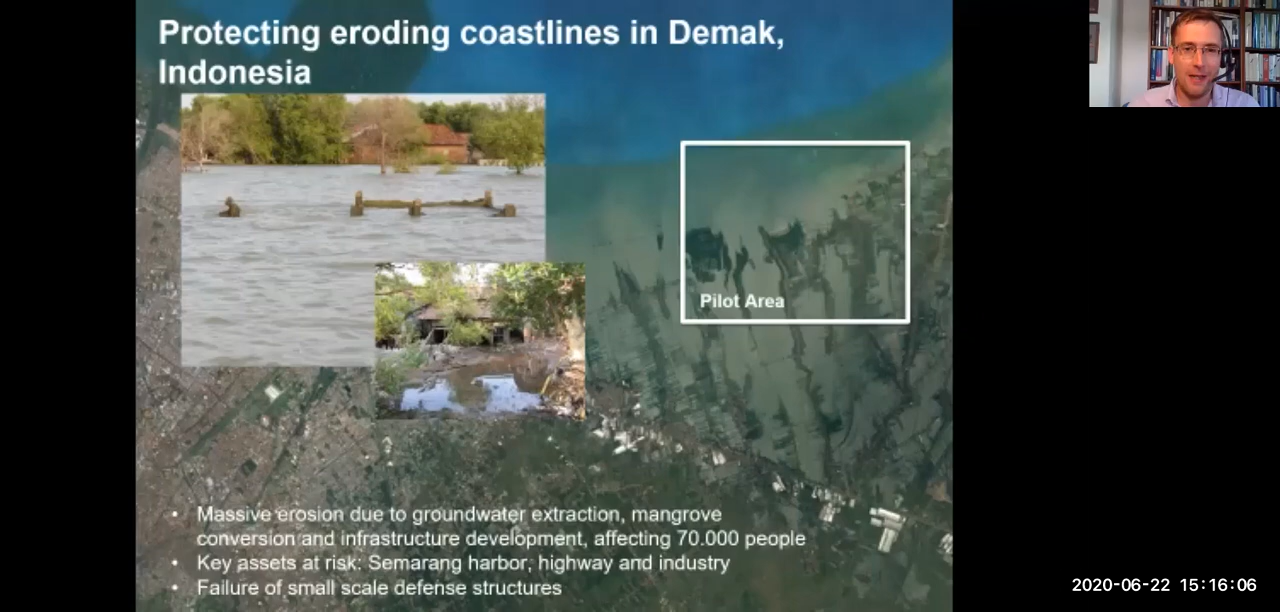 Protecting eroding coastlines in Demak,
Indonesia
Pilot Area
• Massive erosion due to groundwater extraction, mangrove
conversion and infrastructure development, affecting 70.000 people
• Key assets at risk: Semarang harbor, highway and industry
• Failure of small scale defense structures
2020-06-22 15:16:06